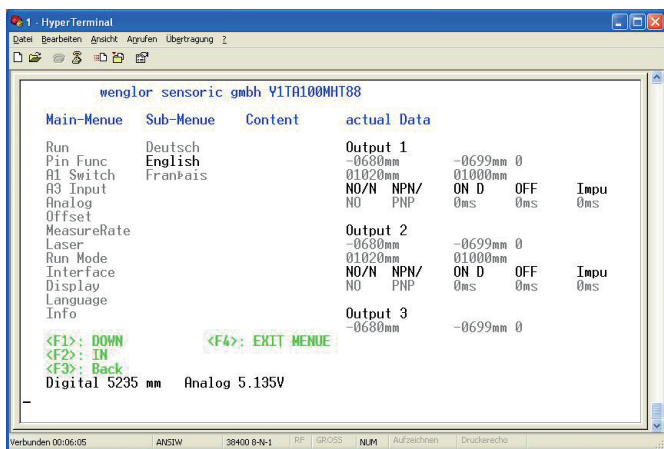 1 - HyperTerminal
Datei Bearbeiten Ansicht Anrufen Übertragung ?
wenglor sensoric gmbh Y1TA100MHT88
Main-Menue Sub-Menue Content actual Data
Run Deutsch Output 1
Pin Func English -0680mm -0699mm 0
A1 Switch FranÞais 01020mm 01000mm
A3 Input NO/N NPN/ ON D OFF Impu
Analog NO PNP 0ms 0ms 0ms
Offset
MeasureRate Output 2
Laser -0680mm -0699mm 0
Run Mode 01020mm 01000mm
Interface NO/N NPN/ ON D OFF Impu
Display NO PNP 0ms 0ms 0ms
Language
Info Output 3
-0680mm -0699mm 0
<F1>: DOWN <F4>: EXIT MENUE
<F2>: IN
<F3>: Back
Digital 5235 mm Analog 5.135V
_
Verbunden 00:06:05 ANSIW 38400 8-N-1 RF GROSS NUM Aufzeichnen Druckerecho